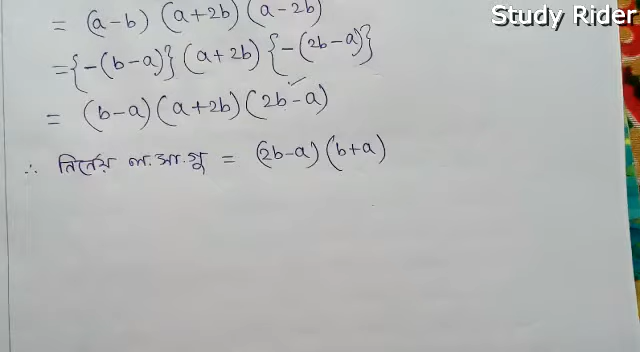 Study Rider
= (a-b) (a+2b) (a-2b)
={-(b-a)} (a+2b) {-(2b-a)}
= (b-a) (a+2b) (2b-a)
∴ নির্ণেয় ল.সা.গু = (2b-a) (b+a)